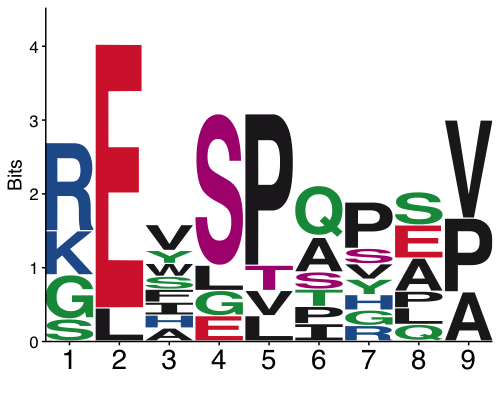 Bits
4
3
2
1
0
R K G S
E L
V Y W S F I H A
S L G E
P T V L
Q A S T P I
P S V Y H G R
S E A P L Q
V P A
1 2 3 4 5 6 7 8 9